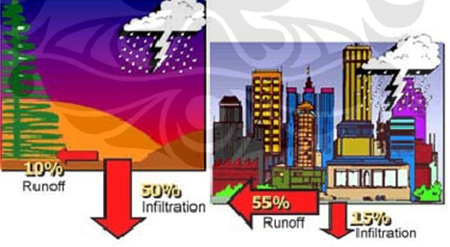 10%
Runoff
50%
Infiltration
55%
Runoff
15%
Infiltration